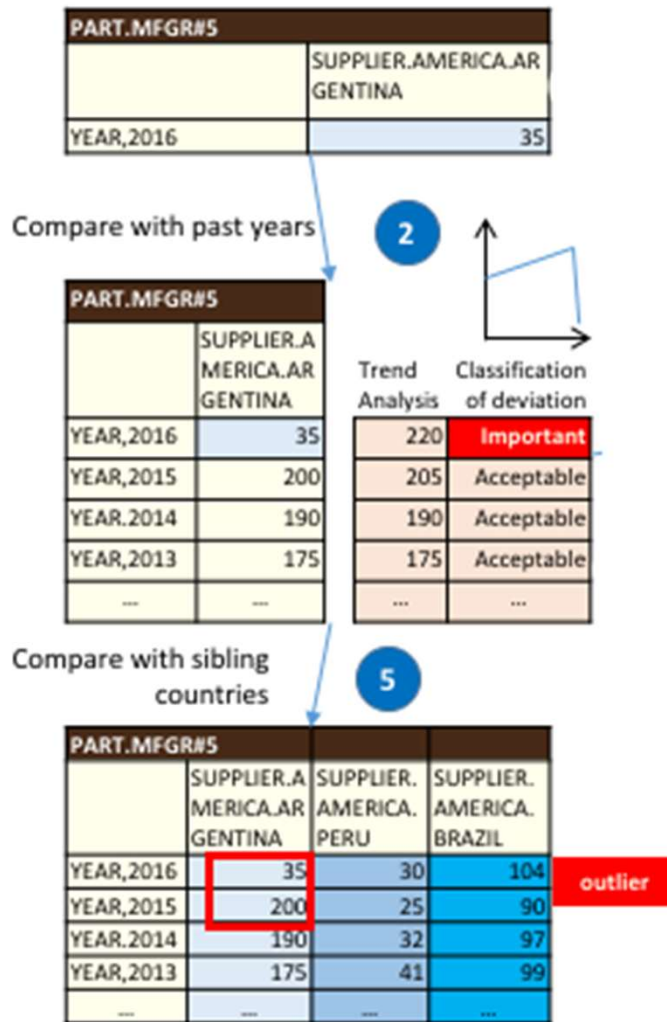 PART.MFGR#5
SUPPLIER.AMERICA.AR
GENTINA
YEAR,2016 35
Compare with past years
2
PART.MFGR#5
SUPPLIER.A
MERICA.AR
GENTINA
Trend Classification
Analysis of deviation
YEAR,2016 35 220 Important
YEAR,2015 200 205 Acceptable
YEAR.2014 190 190 Acceptable
YEAR,2013 175 175 Acceptable
... ... ... ...
Compare with sibling
countries
5
PART.MFGR#5
SUPPLIER.A SUPPLIER. SUPPLIER.
MERICA.AR AMERICA. AMERICA.
GENTINA PERU BRAZIL
YEAR,2016 35 30 104
outlier
YEAR,2015 200 25 90
YEAR.2014 190 32 97
YEAR,2013 175 41 99
... ... ... ...